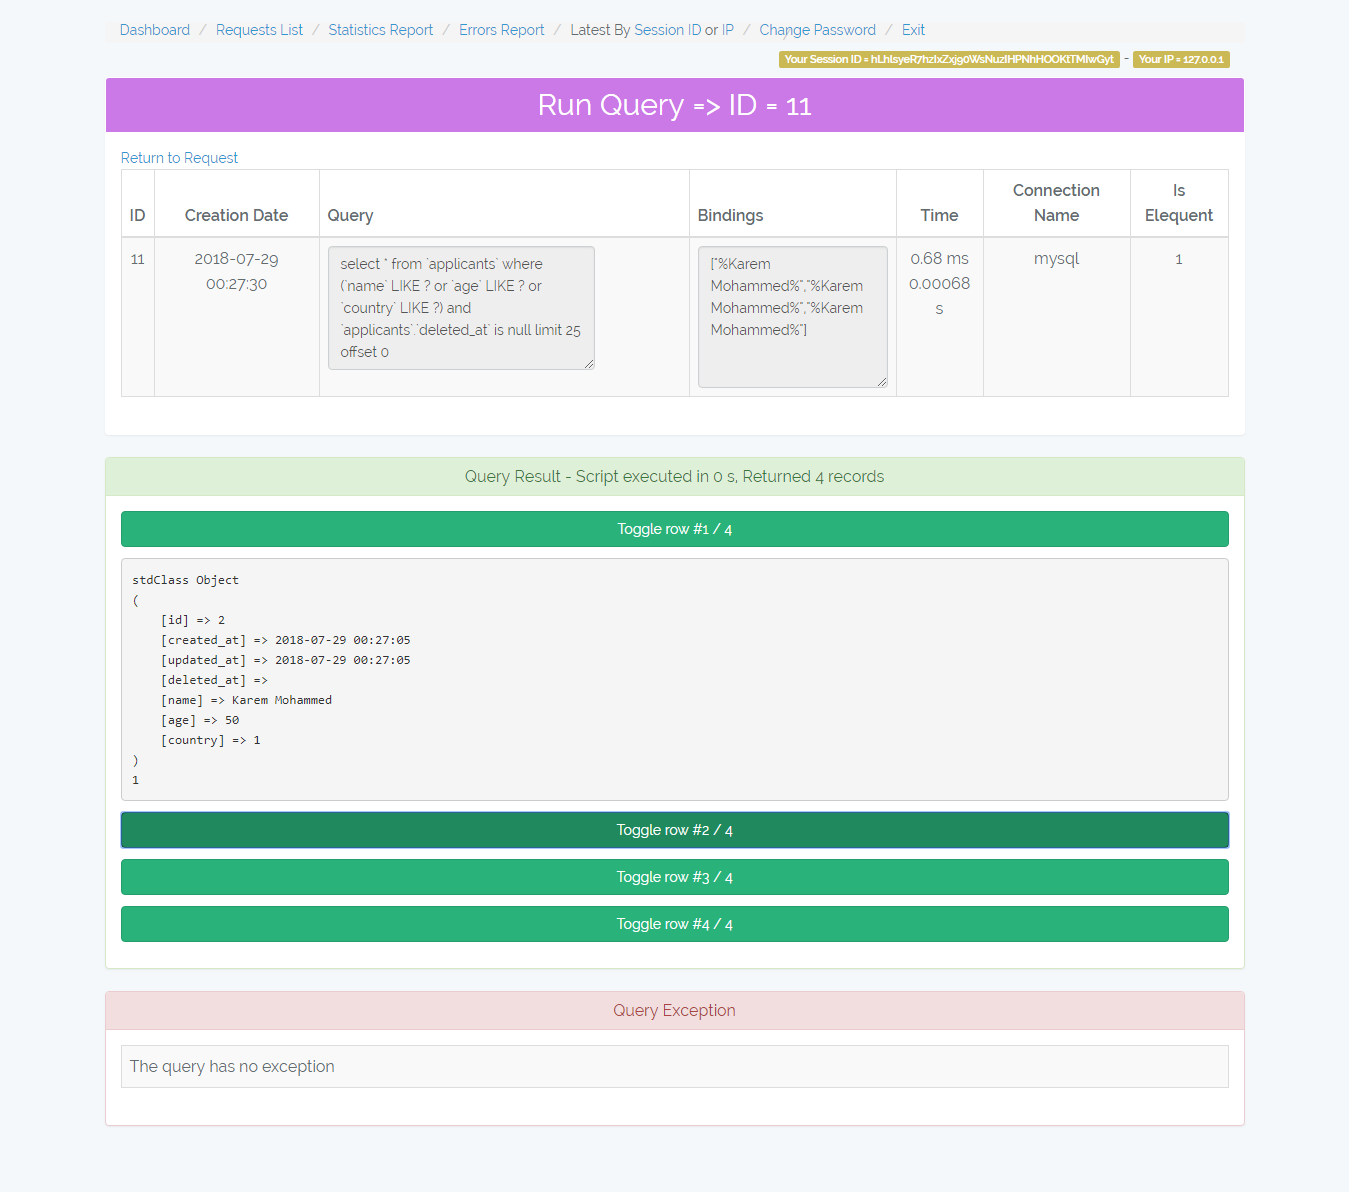 Dashboard / Requests List / Statistics Report / Errors Report / Latest By Session ID or IP / Change Password / Exit
Your Session ID = hLhlsyeR7hzIxZxj90WsNuzIHPNhHOOKtTMIwGyt - Your IP = 127.0.0.1
Run Query => ID = 11
Return to Request
ID Creation Date Query Bindings Time Connection Name Is Elequent
11
2018-07-29
00:27:30
select * from `applicants` where
(`name` LIKE ? or `age` LIKE ? or
`country` LIKE ?) and
`applicants`.`deleted_at` is null limit 25
offset 0
["%Karem
Mohammed%","%Karem
Mohammed%","%Karem
Mohammed%"]
0.68 ms
0.00068
s
mysql
1
Query Result - Script executed in 0 s, Returned 4 records
Toggle row #1 / 4
stdClass Object
(
[id] => 2
[created_at] => 2018-07-29 00:27:05
[updated_at] => 2018-07-29 00:27:05
[deleted_at] =>
[name] => Karem Mohammed
[age] => 50
[country] => 1
)
1
Toggle row #2 / 4
Toggle row #3 / 4
Toggle row #4 / 4
Query Exception
The query has no exception